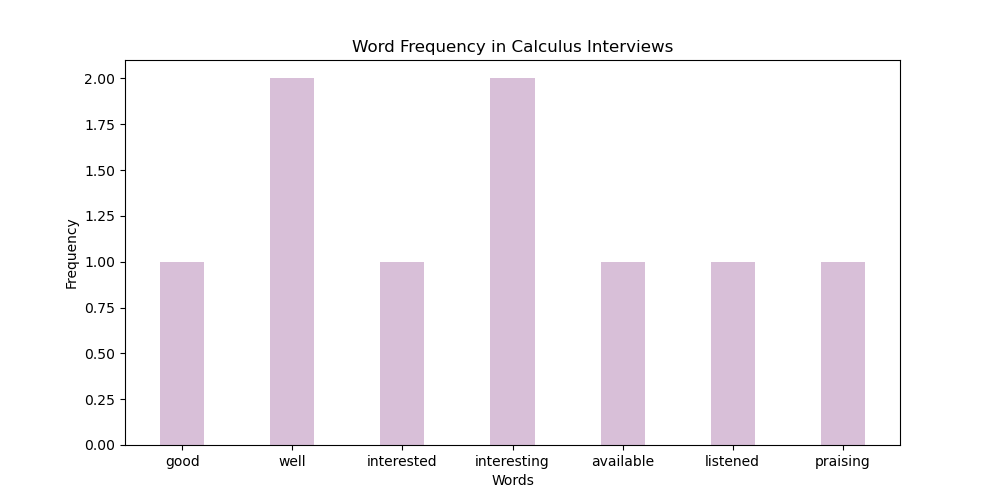 Word Frequency in Calculus Interviews
2.00
1.75
1.50
1.25
1.00
0.75
0.50
0.25
0.00
Frequency
good well interested interesting available listened praising
Words